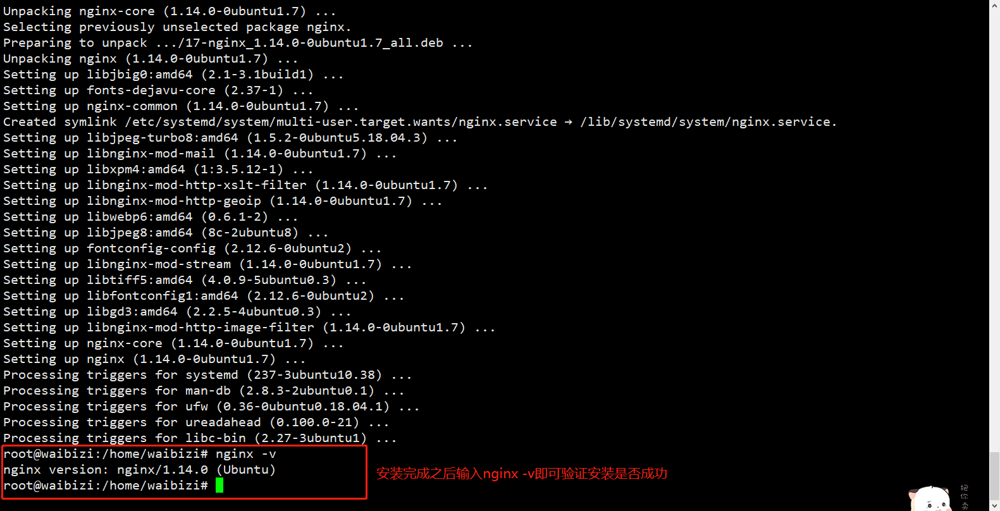 Unpacking nginx-core (1.14.0-0ubuntu1.7) ...
Selecting previously unselected package nginx.
Preparing to unpack .../17-nginx_1.14.0-0ubuntu1.7_all.deb ...
Unpacking nginx (1.14.0-0ubuntu1.7) ...
Setting up libjbig0:amd64 (2.1-3.1build1) ...
Setting up fonts-dejavu-core (2.37-1) ...
Setting up nginx-common (1.14.0-0ubuntu1.7) ...
Created symlink /etc/systemd/system/multi-user.target.wants/nginx.service → /lib/systemd/system/nginx.service.
Setting up libjpeg-turbo8:amd64 (1.5.2-0ubuntu5.18.04.3) ...
Setting up libnginx-mod-mail (1.14.0-0ubuntu1.7) ...
Setting up libxpm4:amd64 (1:3.5.12-1) ...
Setting up libnginx-mod-http-xslt-filter (1.14.0-0ubuntu1.7) ...
Setting up libnginx-mod-http-geoip (1.14.0-0ubuntu1.7) ...
Setting up libwebp6:amd64 (0.6.1-2) ...
Setting up libjpeg8:amd64 (8c-2ubuntu8) ...
Setting up fontconfig-config (2.12.6-0ubuntu2) ...
Setting up libnginx-mod-stream (1.14.0-0ubuntu1.7) ...
Setting up libtiff5:amd64 (4.0.9-5ubuntu0.3) ...
Setting up libfontconfig1:amd64 (2.12.6-0ubuntu2) ...
Setting up libgd3:amd64 (2.2.5-4ubuntu0.3) ...
Setting up libnginx-mod-http-image-filter (1.14.0-0ubuntu1.7) ...
Setting up nginx-core (1.14.0-0ubuntu1.7) ...
Setting up nginx (1.14.0-0ubuntu1.7) ...
Processing triggers for systemd (237-3ubuntu10.38) ...
Processing triggers for man-db (2.8.3-2ubuntu0.1) ...
Processing triggers for ufw (0.36-0ubuntu0.18.04.1) ...
Processing triggers for ureadahead (0.100.0-21) ...
Processing triggers for libc-bin (2.27-3ubuntu1) ...
root@waibizi:/home/waibizi# nginx -v
nginx version: nginx/1.14.0 (Ubuntu)
root@waibizi:/home/waibizi#
安装完成之后输入nginx -v即可验证安装是否成功
把你卖